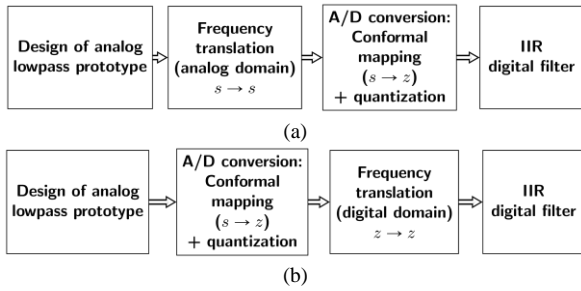 Design of analog
lowpass prototype
Frequency
translation
(analog domain)
s → s
A/D conversion:
Conformal
mapping
(s → z)
+ quantization
IIR
digital filter
(a)
Design of analog
lowpass prototype
A/D conversion:
Conformal
mapping
(s → z)
+ quantization
Frequency
translation
(digital domain)
z → z
IIR
digital filter
(b)